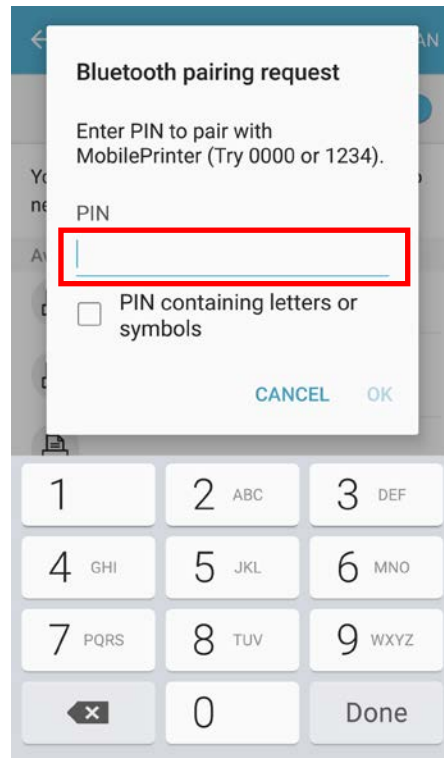 AN
Bluetooth pairing request
Enter PIN to pair with
MobilePrinter (Try 0000 or 1234).
PIN
PIN containing letters or
symbols
CANCEL OK
1 2 ABC 3 DEF
4 GHI 5 JKL 6 MNO
7 PQRS 8 TUV 9 WXYZ
0 Done